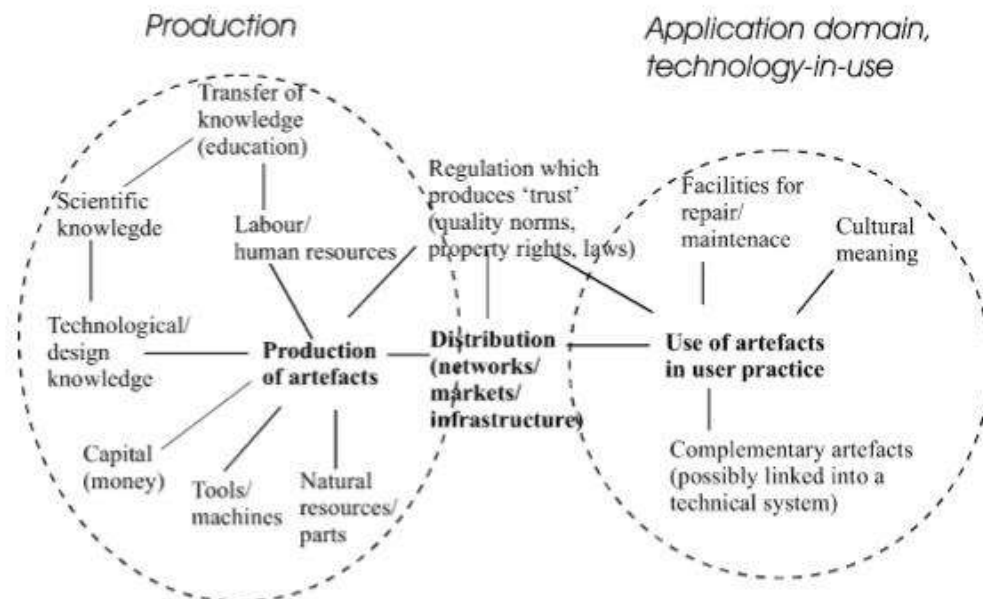 Production
Application domain,
technology-in-use
Transfer of
knowledge
(education)
Scientific
knowlegde
Labour/
human resources
Regulation which
produces ‘trust’
(quality norms,
property rights, laws)
Facilities for
repair/
maintenace
Cultural
meaning
Technological/
design
knowledge
Production
of artefacts
Distribution
(networks/
markets/
infrastructure)
Use of artefacts
in user practice
Capital
(money)
Tools/
machines
Natural
resources/
parts
Complementary artefacts
(possibly linked into a
technical system)